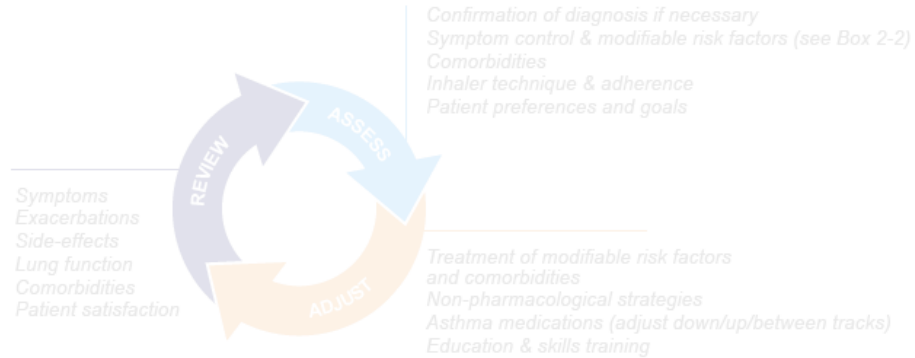 Confirmation of diagnosis if necessary
Symptom control & modifiable risk factors (see Box 2-2)
Comorbidities
Inhaler technique & adherence
Patient preferences and goals
ASSESS
REVIEW
Symptoms
Exacerbations
Side-effects
Lung function
Comorbidities
Patient satisfaction
ADJUST
Treatment of modifiable risk factors
and comorbidities
Non-pharmacological strategies
Asthma medications (adjust down/up/between tracks)
Education & skills training